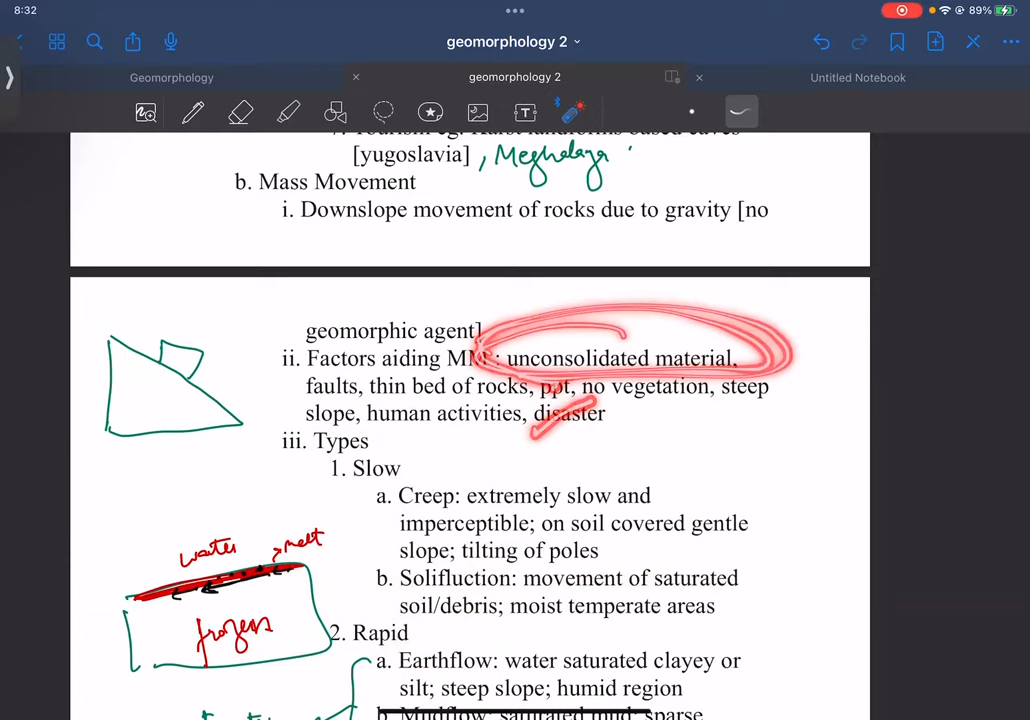 8:32
89%
geomorphology 2
Geomorphology
geomorphology 2
Untitled Notebook
[yugoslavia] , Meghalaya
b. Mass Movement
i. Downslope movement of rocks due to gravity [no
geomorphic agent]
ii. Factors aiding MM : unconsolidated material,
faults, thin bed of rocks, ppt, no vegetation, steep
slope, human activities, disaster
iii. Types
1. Slow
a. Creep: extremely slow and
imperceptible; on soil covered gentle
slope; tilting of poles
water melt
b. Solifluction: movement of saturated
soil/debris; moist temperate areas
frozen
2. Rapid
a. Earthflow: water saturated clayey or
silt; steep slope; humid region
b. Mudflow: saturated mud; sparse